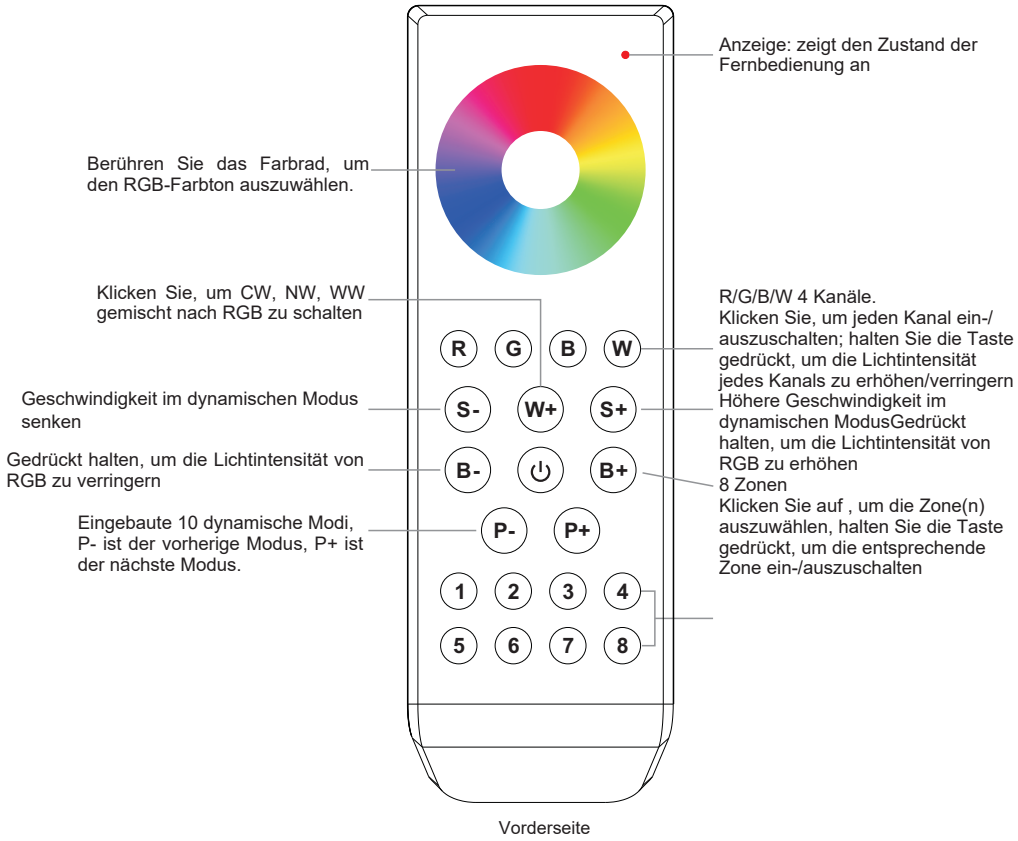 Anzeige: zeigt den Zustand der
Fernbedienung an
Berühren Sie das Farbrad, um
den RGB-Farbton auszuwählen.
Klicken Sie, um CW, NW, WW
gemischt nach RGB zu schalten
R/G/B/W 4 Kanäle.
Klicken Sie, um jeden Kanal ein-/
auszuschalten; halten Sie die Taste
gedrückt, um die Lichtintensität
jedes Kanals zu erhöhen/verringern
Höhere Geschwindigkeit im
dynamischen ModusGedrückt
halten, um die Lichtintensität von
RGB zu erhöhen
8 Zonen
Klicken Sie auf , um die Zone(n)
auszuwählen, halten Sie die Taste
gedrückt, um die entsprechende
Zone ein-/auszuschalten
Geschwindigkeit im dynamischen Modus
senken
Gedrückt halten, um die Lichtintensität von
RGB zu verringern
Eingebaute 10 dynamische Modi,
P- ist der vorherige Modus, P+ ist
der nächste Modus.
R G B W
S- W+ S+
B- B+
P- P+
1 2 3 4
5 6 7 8
Vorderseite